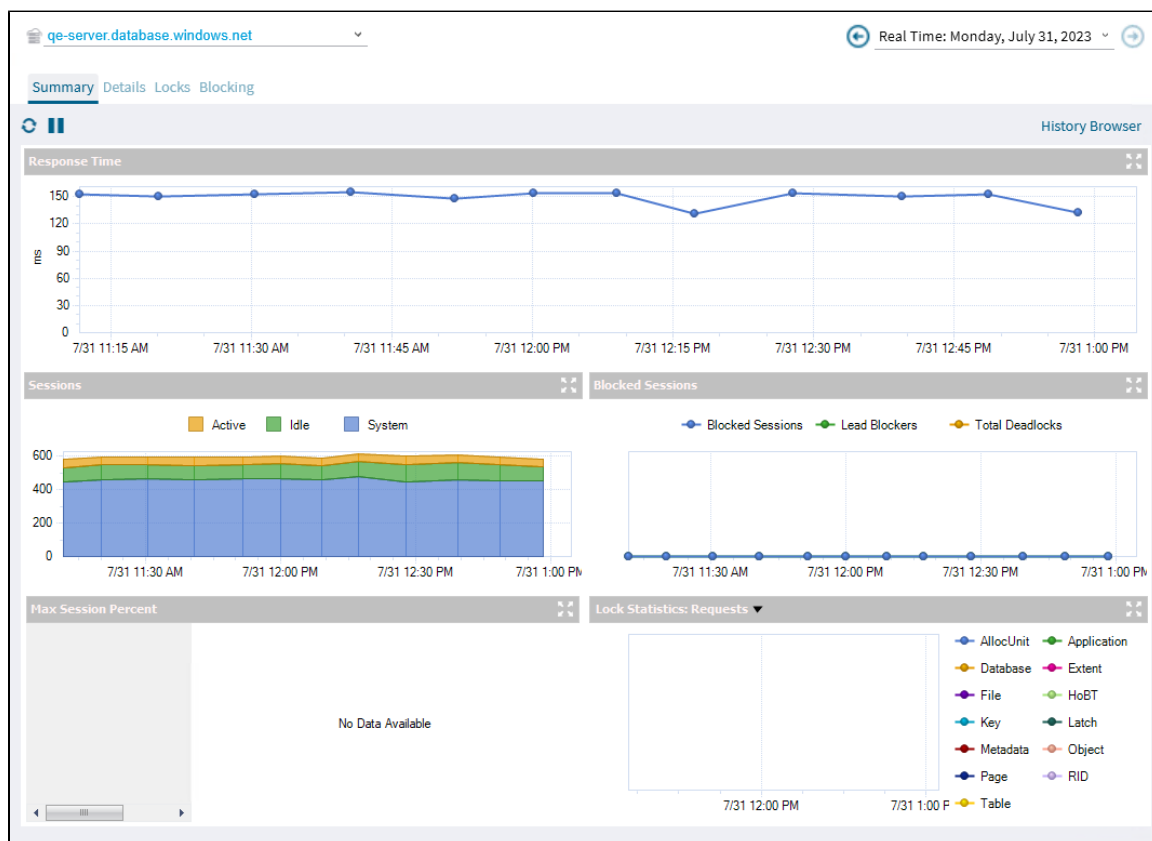 qe-server.database.windows.net
Real Time: Monday, July 31, 2023
Summary Details Locks Blocking
History Browser
Response Time
150
120
90
60
30
0
ms
7/31 11:15 AM 7/31 11:30 AM 7/31 11:45 AM 7/31 12:00 PM 7/31 12:15 PM 7/31 12:30 PM 7/31 12:45 PM 7/31 1:00 PM
Sessions
Active Idle System
600
400
200
0
7/31 11:30 AM 7/31 12:00 PM 7/31 12:30 PM 7/31 1:00 PM
Blocked Sessions
Blocked Sessions Lead Blockers Total Deadlocks
7/31 11:30 AM 7/31 12:00 PM 7/31 12:30 PM 7/31 1:00 PM
Max Session Percent
No Data Available
Lock Statistics: Requests
AllocUnit Application
Database Extent
File HoBT
Key Latch
Metadata Object
Page RID
Table
7/31 12:00 PM 7/31 1:00 P